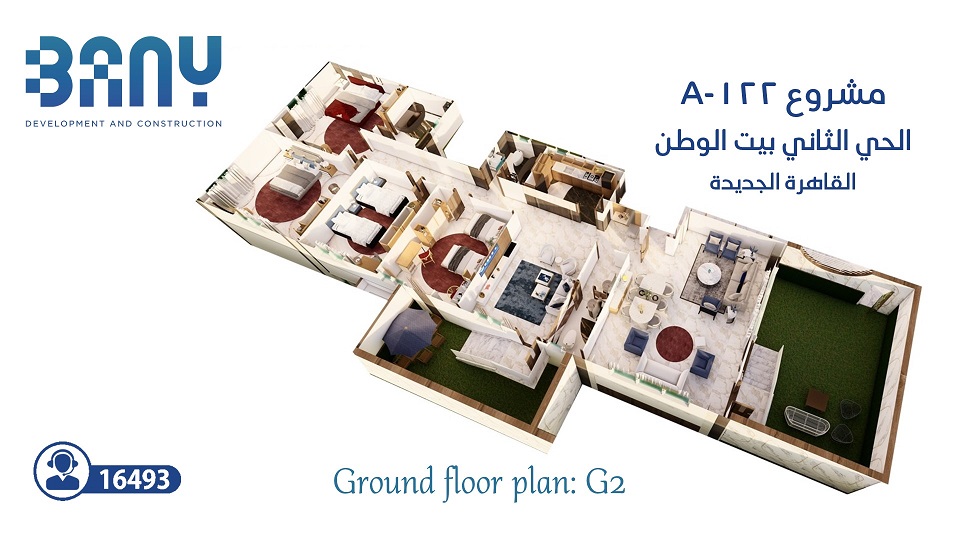 BANY
DEVELOPMENT AND CONSTRUCTION
مشروع A-١٢٢
الحي الثاني بيت الوطن
القاهرة الجديدة
16493
Ground floor plan: G2